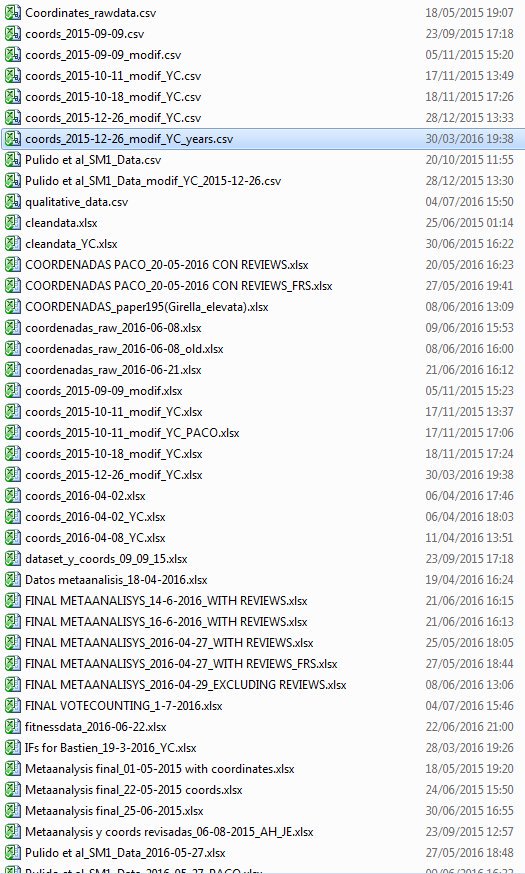 Coordinates_rawdata.csv 18/05/2015 19:07
coords_2015-09-09.csv 23/09/2015 17:18
coords_2015-09-09_modif.csv 05/11/2015 15:20
coords_2015-10-11_modif_YC.csv 17/11/2015 13:49
coords_2015-10-18_modif_YC.csv 18/11/2015 17:26
coords_2015-12-26_modif_YC.csv 28/12/2015 13:33
coords_2015-12-26_modif_YC_years.csv 30/03/2016 19:38
Pulido et al_SM1_Data.csv 20/10/2015 11:55
Pulido et al_SM1_Data_modif_YC_2015-12-26.csv 28/12/2015 13:30
qualitative_data.csv 04/07/2016 15:50
cleandata.xlsx 25/06/2015 01:14
cleandata_YC.xlsx 30/06/2015 16:22
COORDENADAS PACO_20-05-2016 CON REVIEWS.xlsx 20/05/2016 16:23
COORDENADAS PACO_20-05-2016 CON REVIEWS_FRS.xlsx 27/05/2016 19:41
COORDENADAS_paper195(Girella_elevata).xlsx 08/06/2016 13:09
coordenadas_raw_2016-06-08.xlsx 09/06/2016 15:53
coordenadas_raw_2016-06-08_old.xlsx 08/06/2016 16:00
coordenadas_raw_2016-06-21.xlsx 21/06/2016 16:12
coords_2015-09-09_modif.xlsx 05/11/2015 15:23
coords_2015-10-11_modif_YC.xlsx 17/11/2015 13:37
coords_2015-10-11_modif_YC_PACO.xlsx 17/11/2015 17:06
coords_2015-10-18_modif_YC.xlsx 18/11/2015 17:24
coords_2015-12-26_modif_YC.xlsx 30/03/2016 19:38
coords_2016-04-02.xlsx 06/04/2016 17:46
coords_2016-04-02_YC.xlsx 06/04/2016 18:03
coords_2016-04-08_YC.xlsx 11/04/2016 13:51
dataset_y_coords_09_09_15.xlsx 23/09/2015 17:18
Datos metaanalisis_18-04-2016.xlsx 19/04/2016 16:24
FINAL METAANALISYS_14-6-2016_WITH REVIEWS.xlsx 21/06/2016 16:15
FINAL METAANALISYS_16-6-2016_WITH REVIEWS.xlsx 21/06/2016 16:13
FINAL METAANALISYS_2016-04-27_WITH REVIEWS.xlsx 25/05/2016 18:05
FINAL METAANALISYS_2016-04-27_WITH REVIEWS_FRS.xlsx 27/05/2016 18:44
FINAL METAANALISYS_2016-04-29_EXCLUDING REVIEWS.xlsx 08/06/2016 13:06
FINAL VOTECOUNTING_1-7-2016.xlsx 04/07/2016 15:46
fitnessdata_2016-06-22.xlsx 22/06/2016 21:00
IFs for Bastien_19-3-2016_YC.xlsx 28/03/2016 19:26
Metaanalysis final_01-05-2015 with coordinates.xlsx 18/05/2015 19:20
Metaanalysis final_22-05-2015 coords.xlsx 24/06/2015 15:50
Metaanalysis final_25-06-2015.xlsx 30/06/2015 16:55
Metaanalysis y coords revisadas_06-08-2015_AH_JE.xlsx 23/09/2015 12:57
Pulido et al_SM1_Data_2016-05-27.xlsx 27/05/2016 18:48
Pulido et al_SM1_Data_2016-05-27_PACO.xlsx